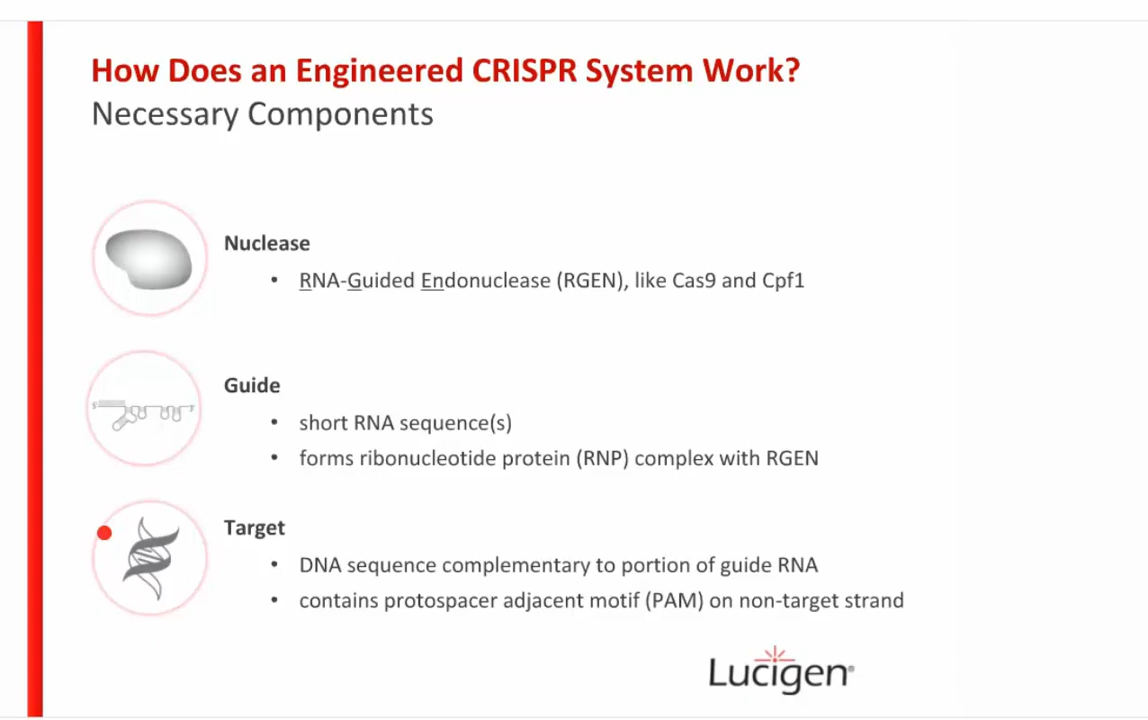 How Does an Engineered CRISPR System Work?
Necessary Components
Nuclease
• RNA-Guided Endonuclease (RGEN), like Cas9 and Cpf1
Guide
• short RNA sequence(s)
• forms ribonucleotide protein (RNP) complex with RGEN
Target
• DNA sequence complementary to portion of guide RNA
• contains protospacer adjacent motif (PAM) on non-target strand
Lucigen®